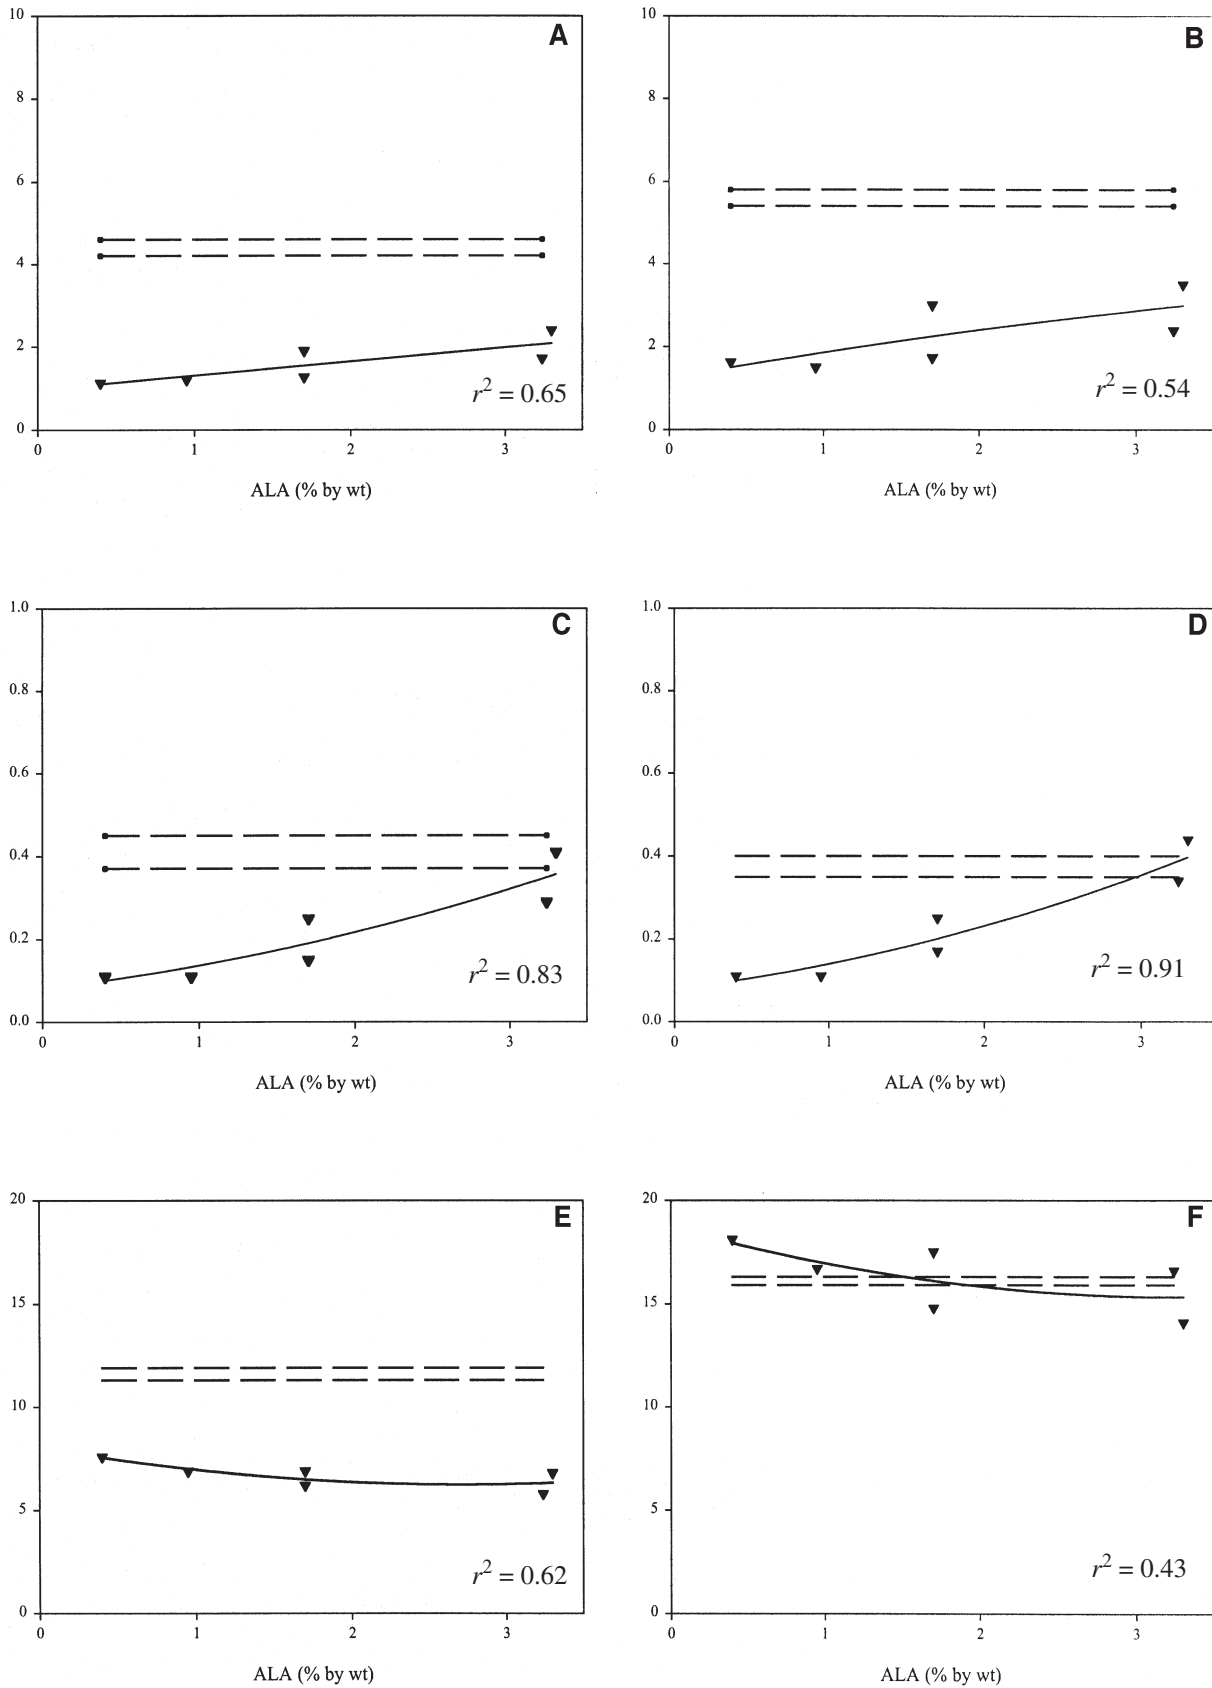 A
10
8
6
4
2
0
r² = 0.65
0 1 2 3
ALA (% by wt)
B
10
8
6
4
2
0
r² = 0.54
0 1 2 3
ALA (% by wt)
C
1.0
0.8
0.6
0.4
0.2
0.0
r² = 0.83
0 1 2 3
ALA (% by wt)
D
1.0
0.8
0.6
0.4
0.2
0.0
r² = 0.91
0 1 2 3
ALA (% by wt)
E
20
15
10
5
0
r² = 0.62
0 1 2 3
ALA (% by wt)
F
20
15
10
5
0
r² = 0.43
0 1 2 3
ALA (% by wt)